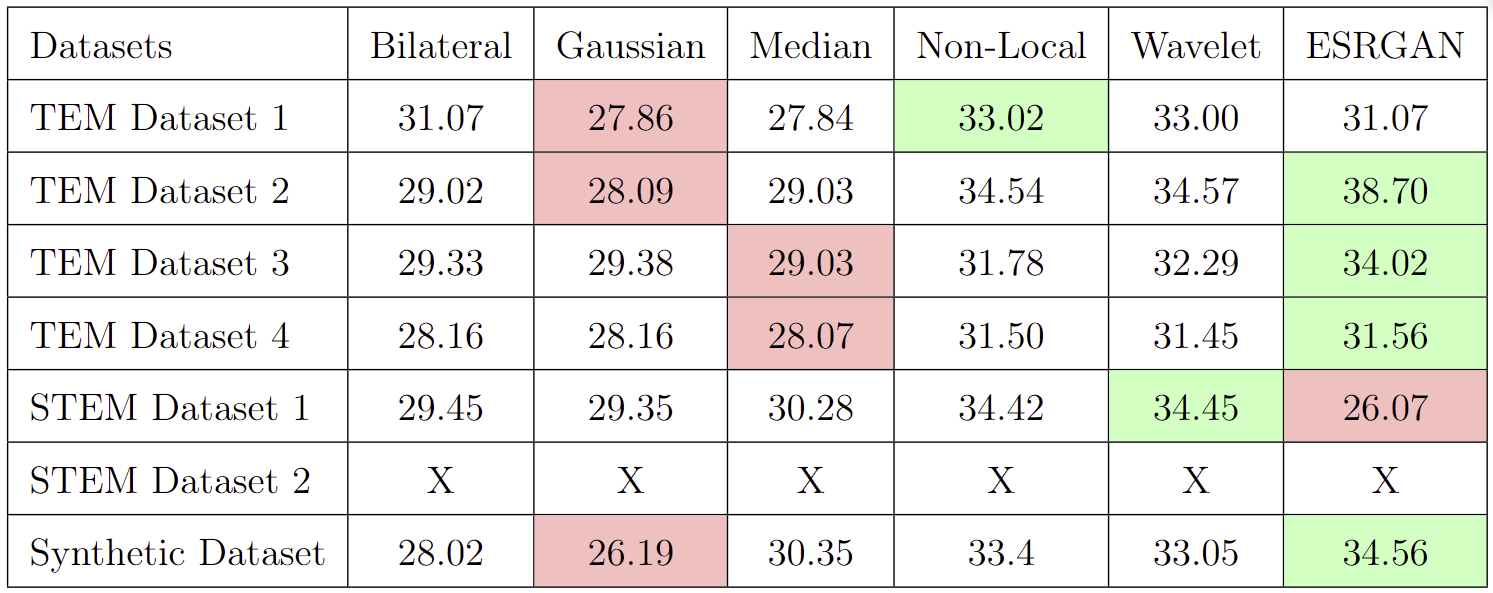 Datasets Bilateral Gaussian Median Non-Local Wavelet ESRGAN
TEM Dataset 1 31.07 27.86 27.84 33.02 33.00 31.07
TEM Dataset 2 29.02 28.09 29.03 34.54 34.57 38.70
TEM Dataset 3 29.33 29.38 29.03 31.78 32.29 34.02
TEM Dataset 4 28.16 28.16 28.07 31.50 31.45 31.56
STEM Dataset 1 29.45 29.35 30.28 34.42 34.45 26.07
STEM Dataset 2 X X X X X X
Synthetic Dataset 28.02 26.19 30.35 33.4 33.05 34.56